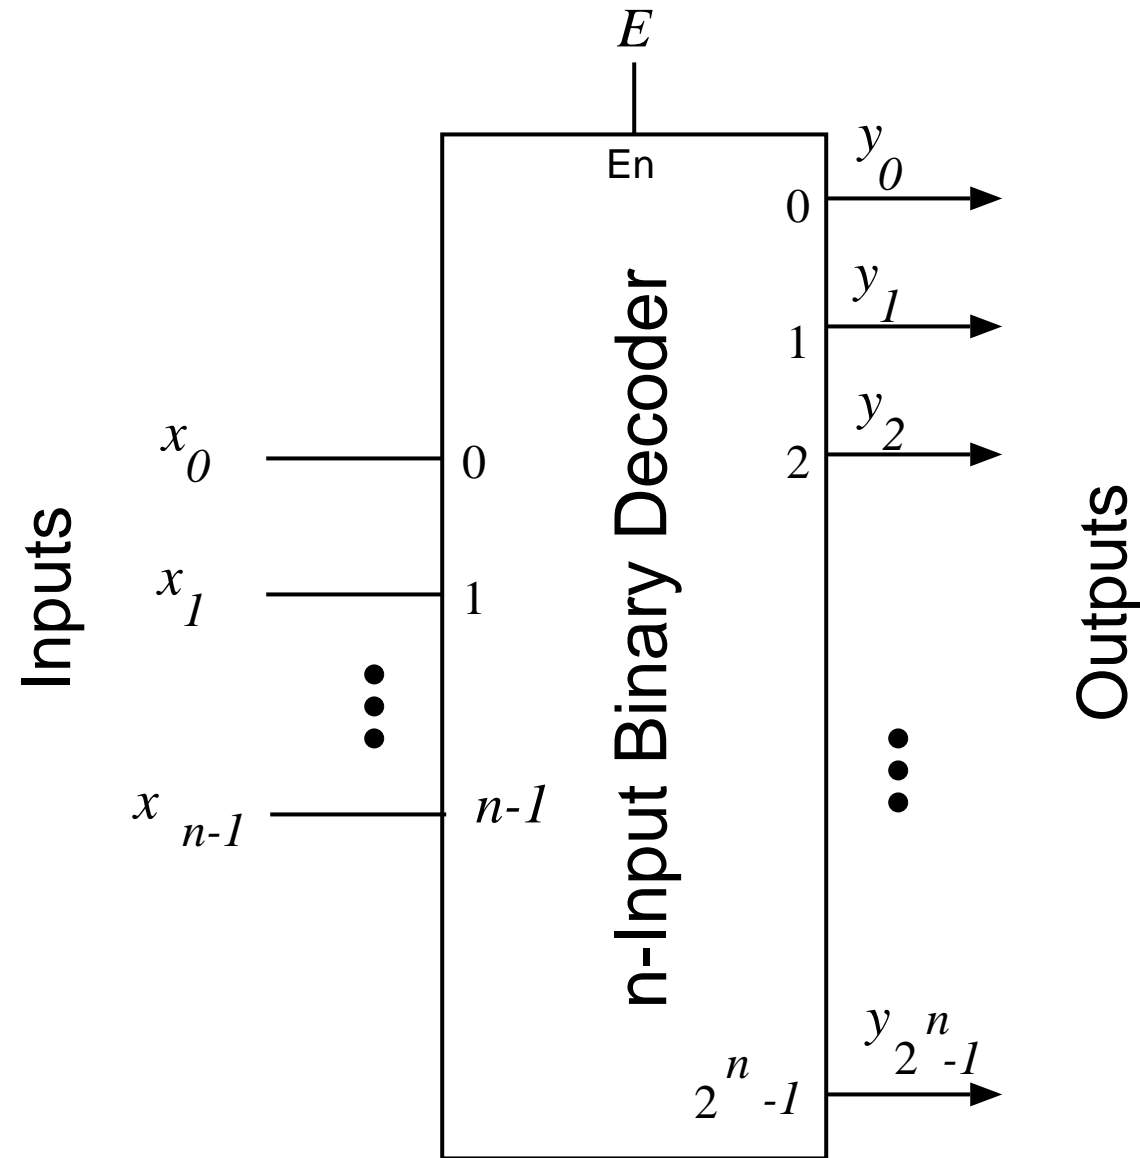 E
En
y0
0
y1
1
y2
2
x0
0
x1
1
x n-1
n-1
y2^n-1
2^n-1
Inputs
n-Input Binary Decoder
Outputs